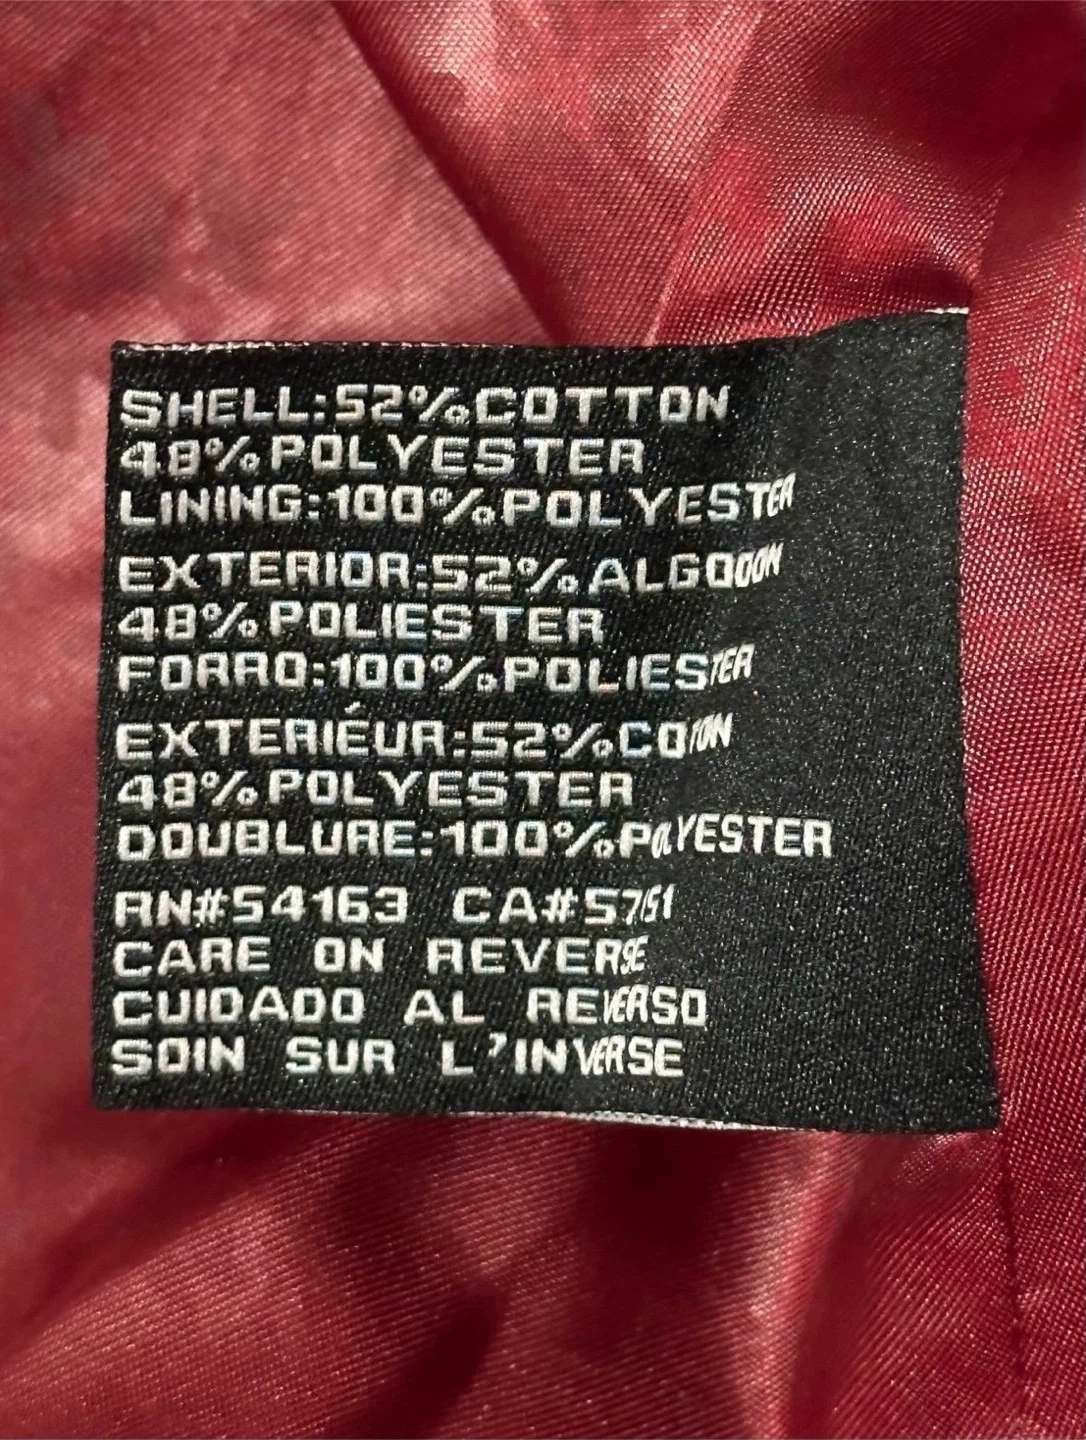 SHELL:52%COTTON
48%POLYESTER
LINING:100%POLYESTER
EXTERIOR:52%ALGODON
48%POLIESTER
FORRO:100%POLIESTER
EXTERIÉUR:52%COTON
48%POLYESTER
DOUBLURE:100%POLYESTER
RN#54163 CA#57151
CARE ON REVERSE
CUIDADO AL REVERSO
SOIN SUR L'INVERSE